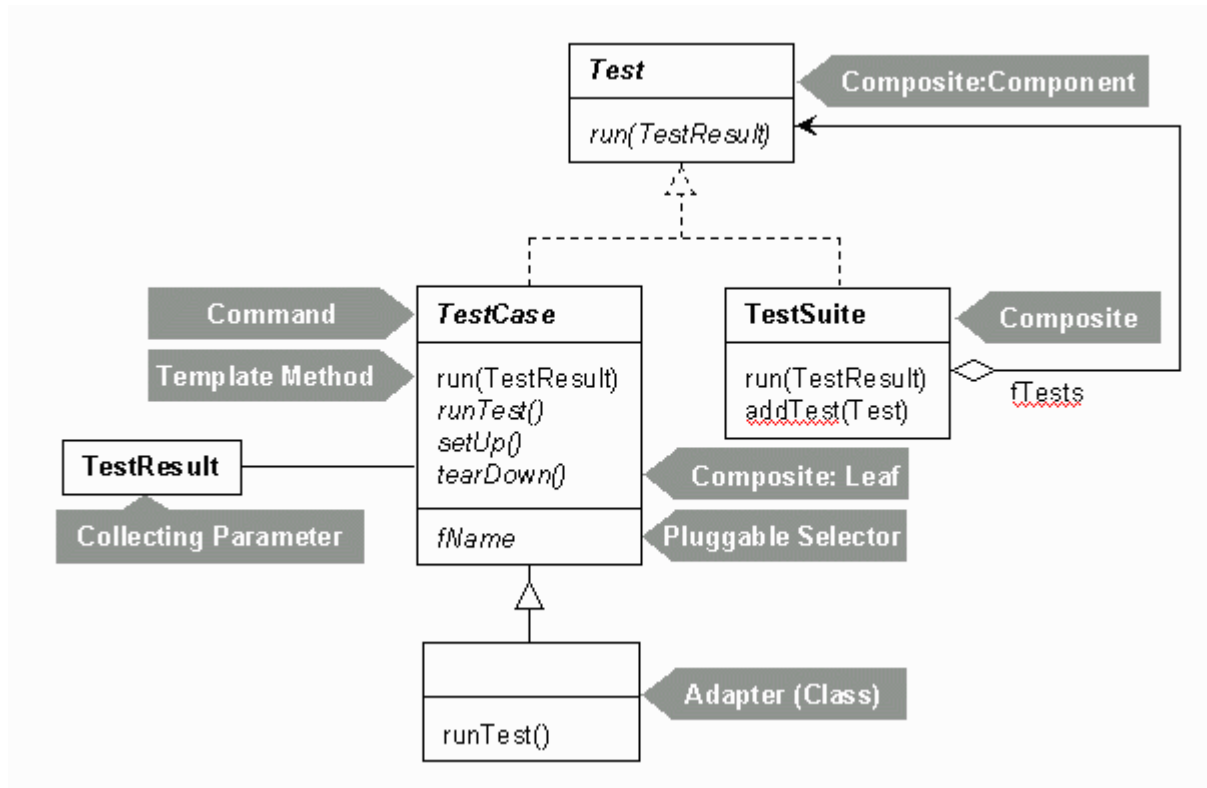 Test
Composite:Component
run(TestResult)
Command
TestCase
TestSuite
Composite
Template Method
run(TestResult)
runTest()
setUp()
tearDown()
run(TestResult)
addTest(Test)
fTests
TestResult
Composite: Leaf
Collecting Parameter
fName
Pluggable Selector
Adapter (Class)
runTest()